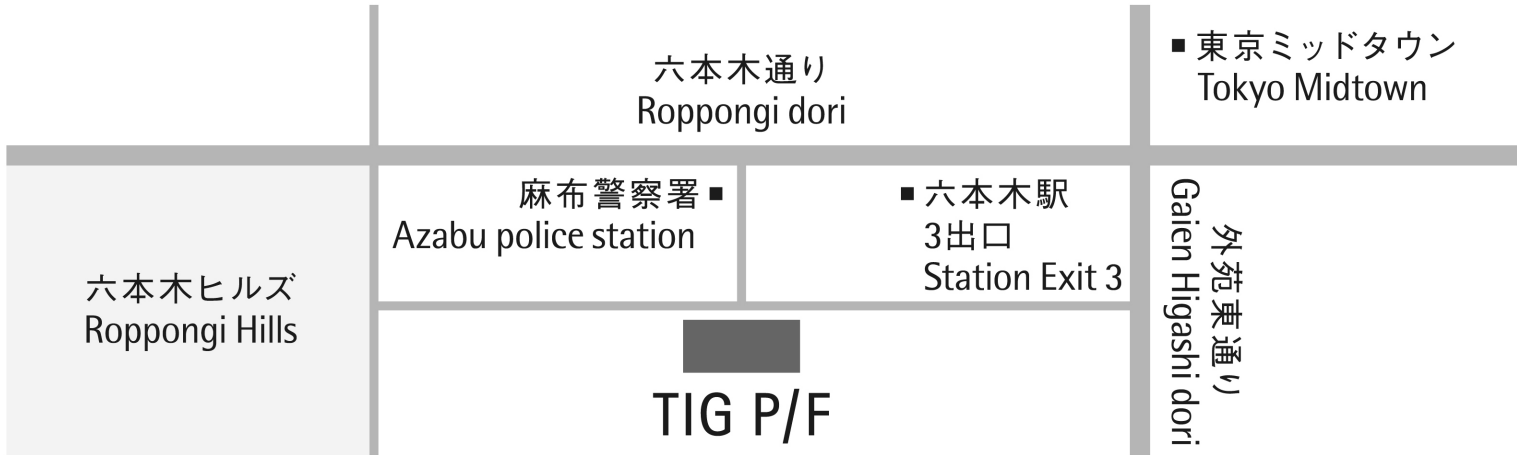 六本木通り
Roppongi dori
東京ミッドタウン
Tokyo Midtown
麻布警察署
Azabu police station
六本木駅
3出口
Station Exit 3
外苑東通り
Gaien Higashi dori
六本木ヒルズ
Roppongi Hills
TIG P/F